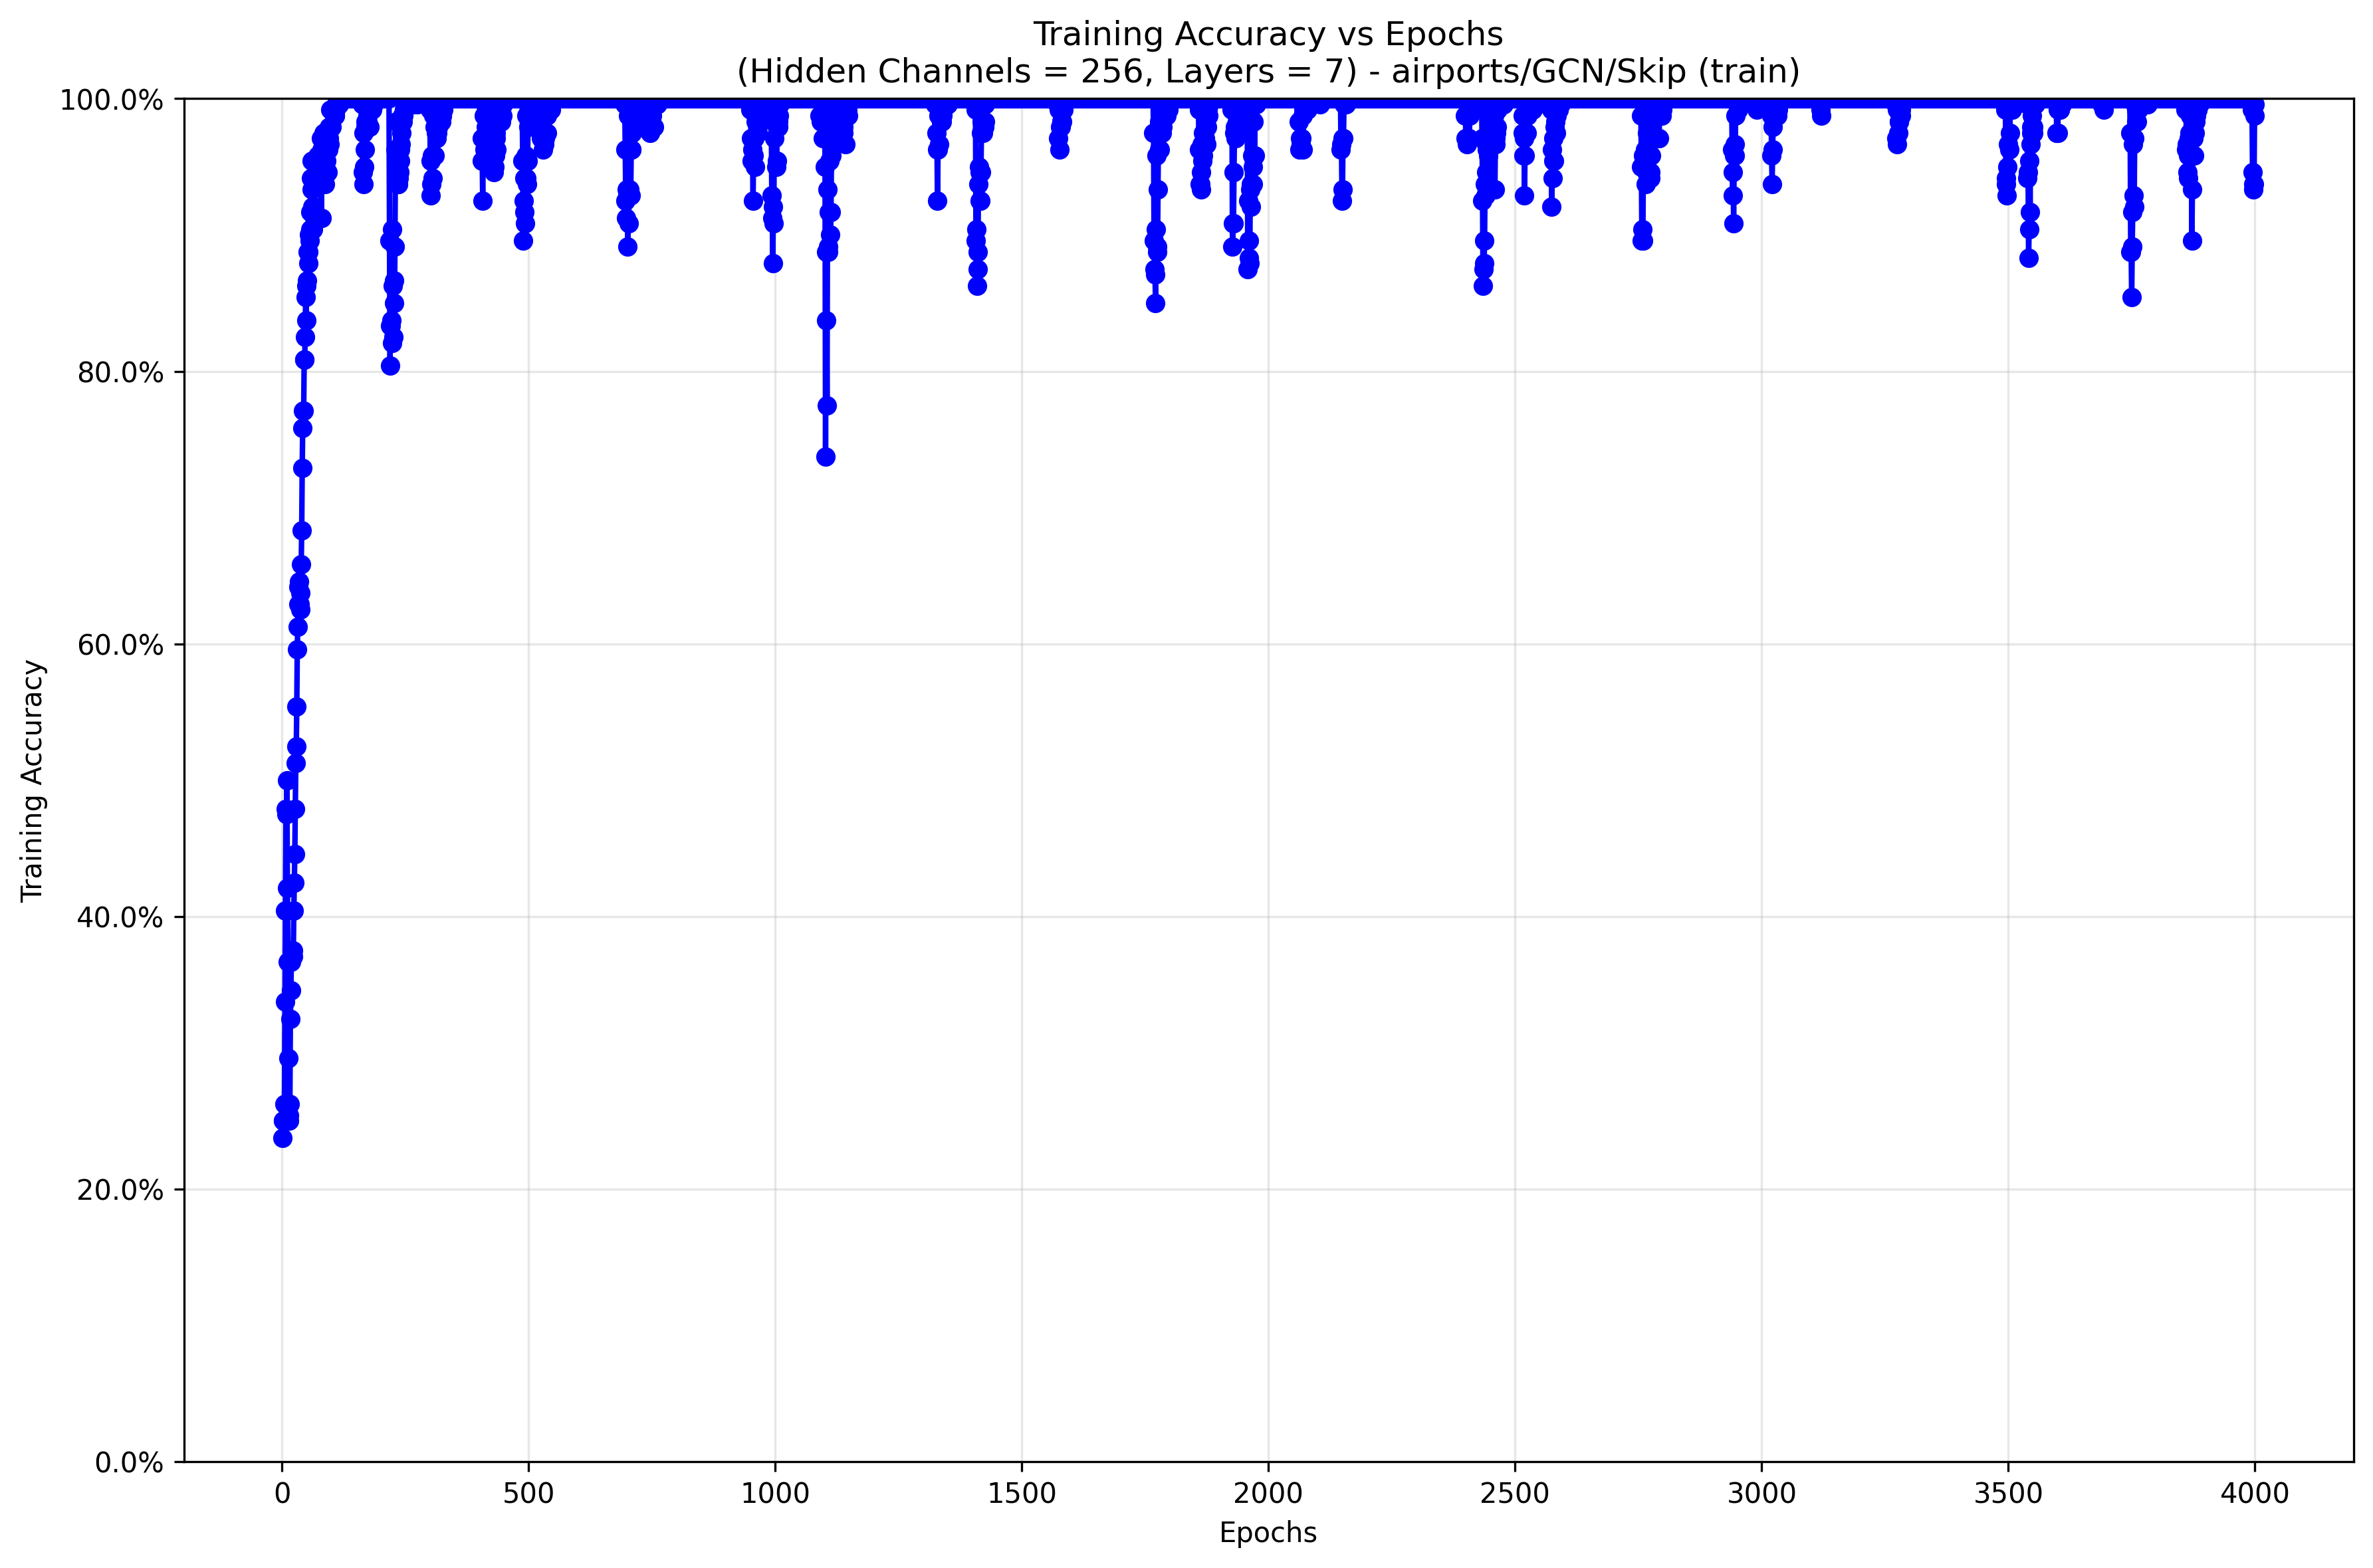 Training Accuracy vs Epochs
(Hidden Channels = 256, Layers = 7) - airports/GCN/Skip (train)
100.0%
80.0%
60.0%
40.0%
20.0%
0.0%
Training Accuracy
0 500 1000 1500 2000 2500 3000 3500 4000
Epochs